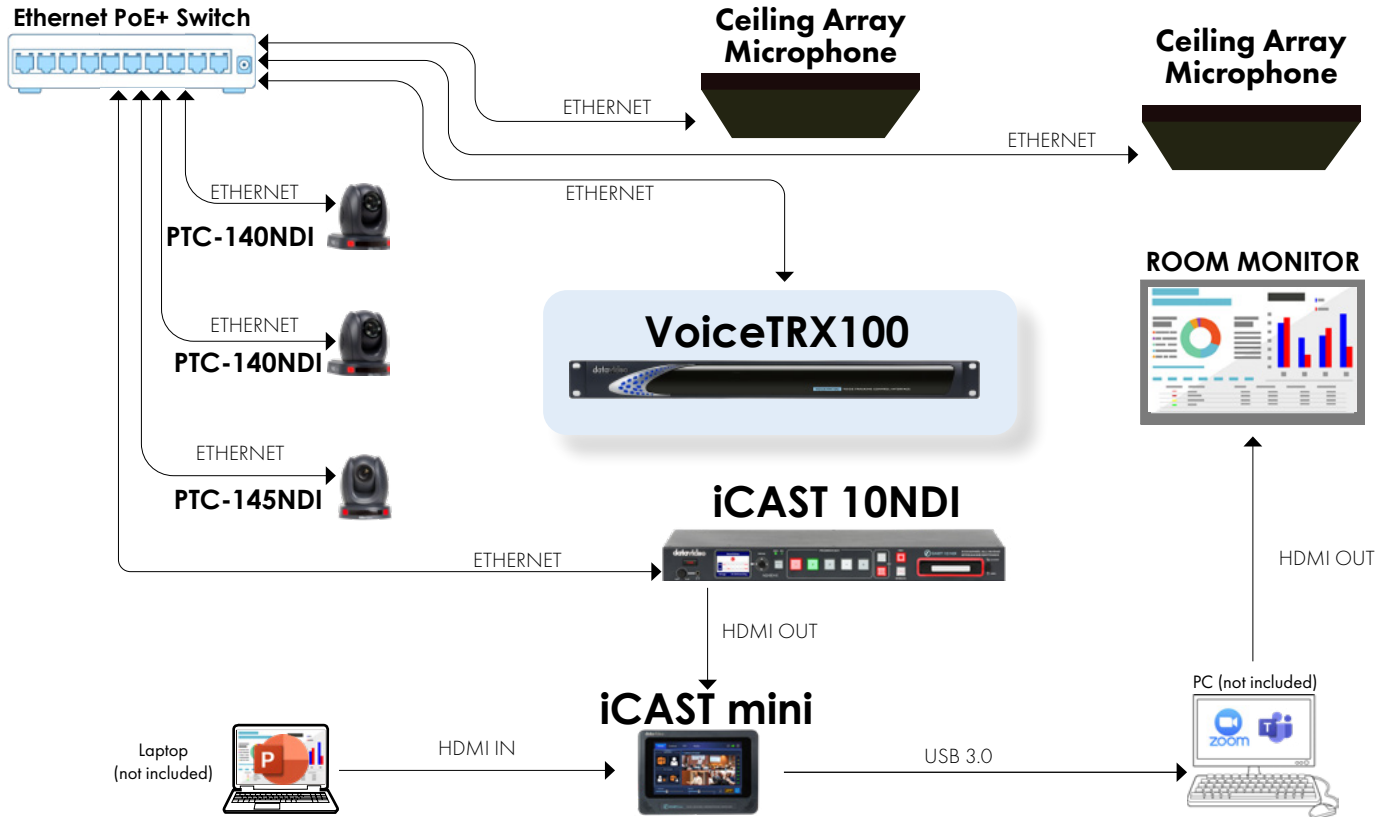 Ethernet PoE+ Switch
Ceiling Array
Microphone
Ceiling Array
Microphone
ETHERNET
ETHERNET
ETHERNET
ETHERNET
PTC-140NDI
ROOM MONITOR
ETHERNET
PTC-140NDI
VoiceTRX100
datavideo
ETHERNET
PTC-145NDI
iCAST 10NDI
datavideo
ETHERNET
HDMI OUT
HDMI OUT
iCAST mini
PC (not included)
Laptop
(not included)
P
HDMI IN
USB 3.0
zoom
T